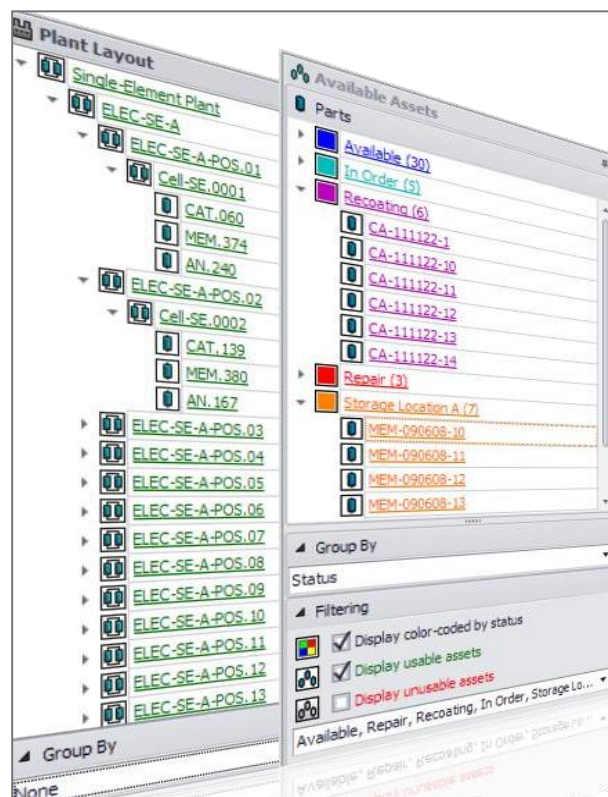 Plant Layout
Single-Element Plant
ELEC-SE-A
ELEC-SE-A-POS.01
Cell-SE.0001
CAT.060
MEM.374
AN.240
ELEC-SE-A-POS.02
Cell-SE.0002
CAT.139
MEM.380
AN.167
ELEC-SE-A-POS.03
ELEC-SE-A-POS.04
ELEC-SE-A-POS.05
ELEC-SE-A-POS.06
ELEC-SE-A-POS.07
ELEC-SE-A-POS.08
ELEC-SE-A-POS.09
ELEC-SE-A-POS.10
ELEC-SE-A-POS.11
ELEC-SE-A-POS.12
ELEC-SE-A-POS.13
Group By
None
Available Assets
Parts
Available (30)
In Order (5)
Recoating (6)
CA-111122-1
CA-111122-10
CA-111122-11
CA-111122-12
CA-111122-13
CA-111122-14
Repair (3)
Storage Location A (7)
MEM-090608-10
MEM-090608-11
MEM-090608-12
MEM-090608-13
Group By
Status
Filtering
Display color-coded by status
Display usable assets
Display unusable assets
Available, Repair, Recoating, In Order, Storage Lo...